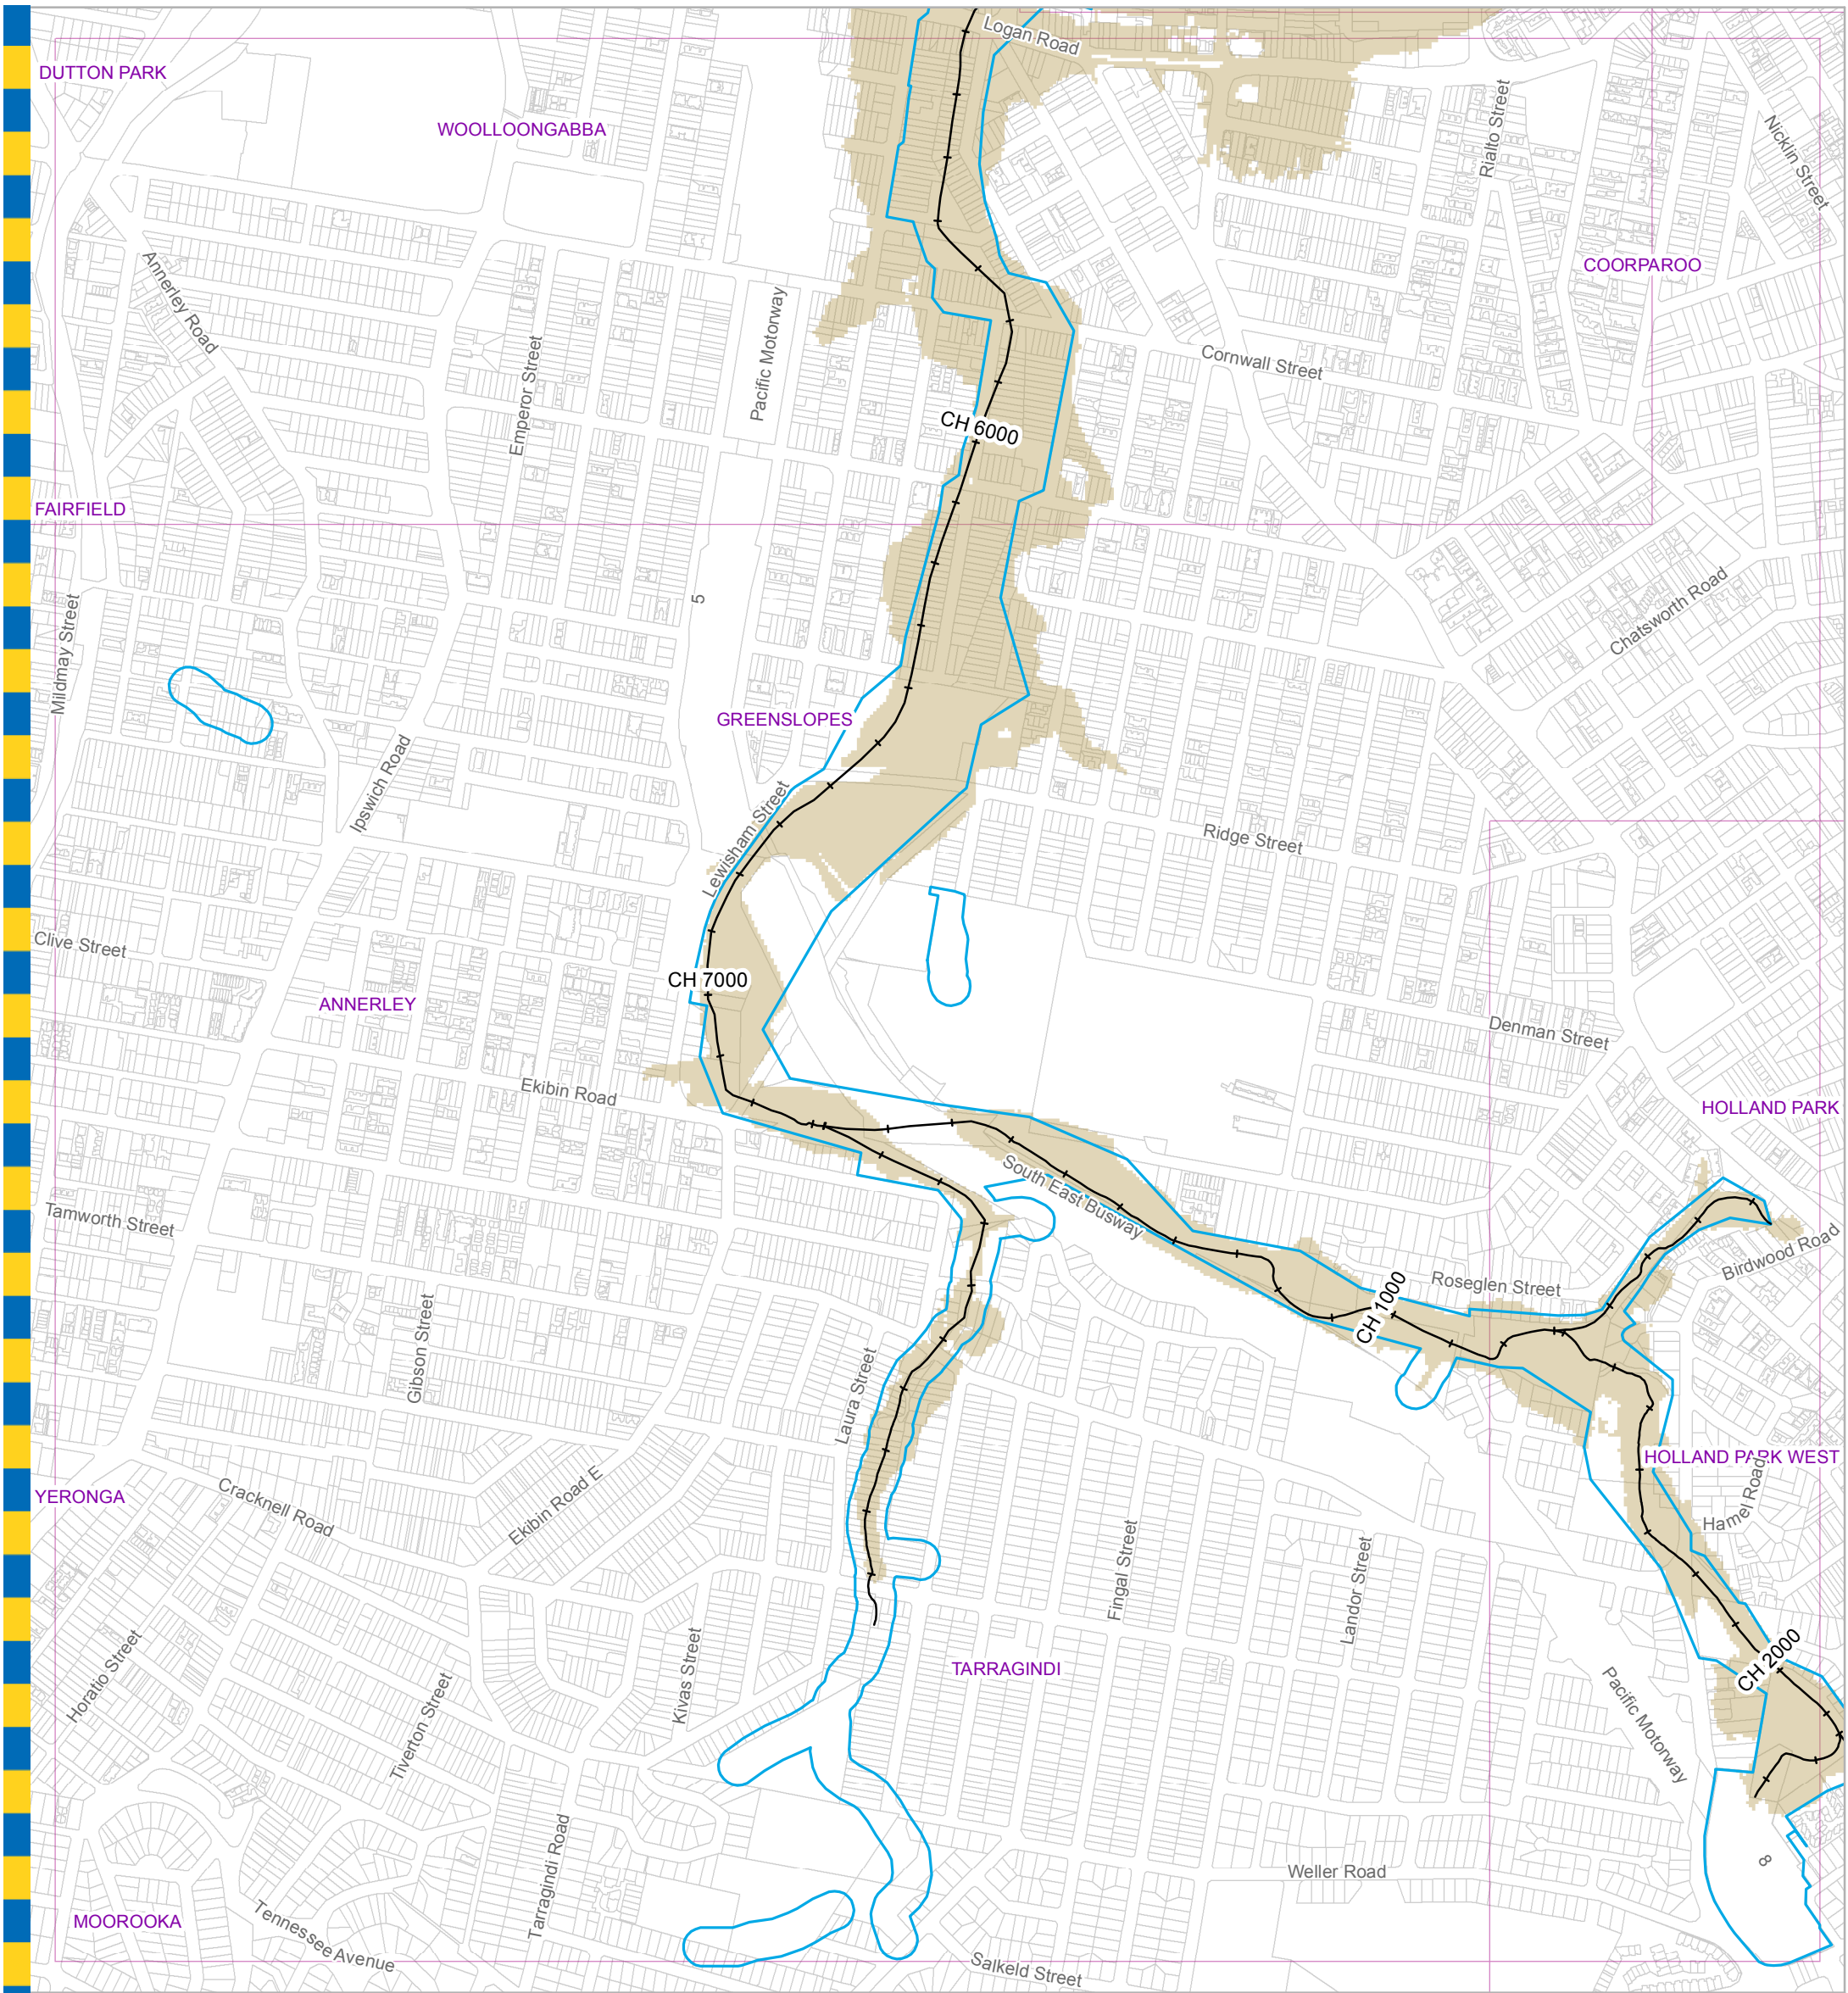 Logan Road
DUTTON PARK
WOOLLOONGABBA
Rialto Street
Nicklin Street
COORPAROO
Annerley Road
Emperor Street
Pacific Motorway
Cornwall Street
CH 6000
FAIRFIELD
Mildmay Street
5
Chatsworth Road
GREENSLOPES
Ipswich Road
Lewisham Street
Ridge Street
Clive Street
CH 7000
ANNERLEY
Denman Street
Ekibin Road
HOLLAND PARK
Tamworth Street
South East Busway
Birdwood Road
Roseglen Street
CH 1000
Gibson Street
Laura Street
HOLLAND PARK WEST
Hamel Road
YERONGA
Cracknell Road
Ekibin Road E
Fingal Street
Landor Street
Horatio Street
Kivas Street
TARRAGINDI
CH 2000
Pacific Motorway
Tiverton Street
Tarragindi Road
Weller Road
8
MOOROOKA
Tennessee Avenue
Salkeld Street